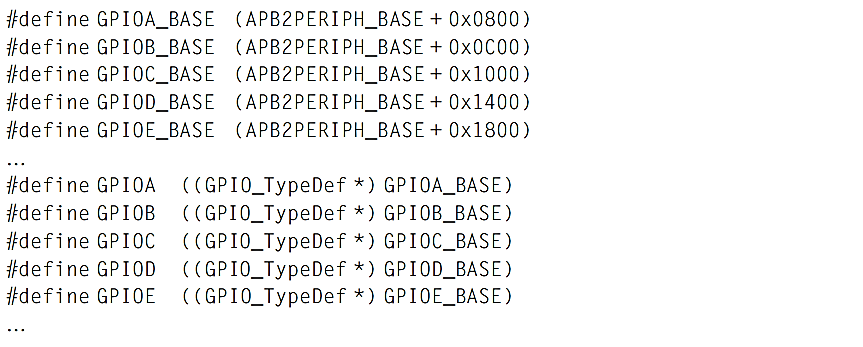 #define GPIOA_BASE (APB2PERIPH_BASE + 0x0800)
#define GPIOB_BASE (APB2PERIPH_BASE + 0x0C00)
#define GPIOC_BASE (APB2PERIPH_BASE + 0x1000)
#define GPIOD_BASE (APB2PERIPH_BASE + 0x1400)
#define GPIOE_BASE (APB2PERIPH_BASE + 0x1800)
…
#define GPIOA ((GPIO_TypeDef *) GPIOA_BASE)
#define GPIOB ((GPIO_TypeDef *) GPIOB_BASE)
#define GPIOC ((GPIO_TypeDef *) GPIOC_BASE)
#define GPIOD ((GPIO_TypeDef *) GPIOD_BASE)
#define GPIOE ((GPIO_TypeDef *) GPIOE_BASE)
…